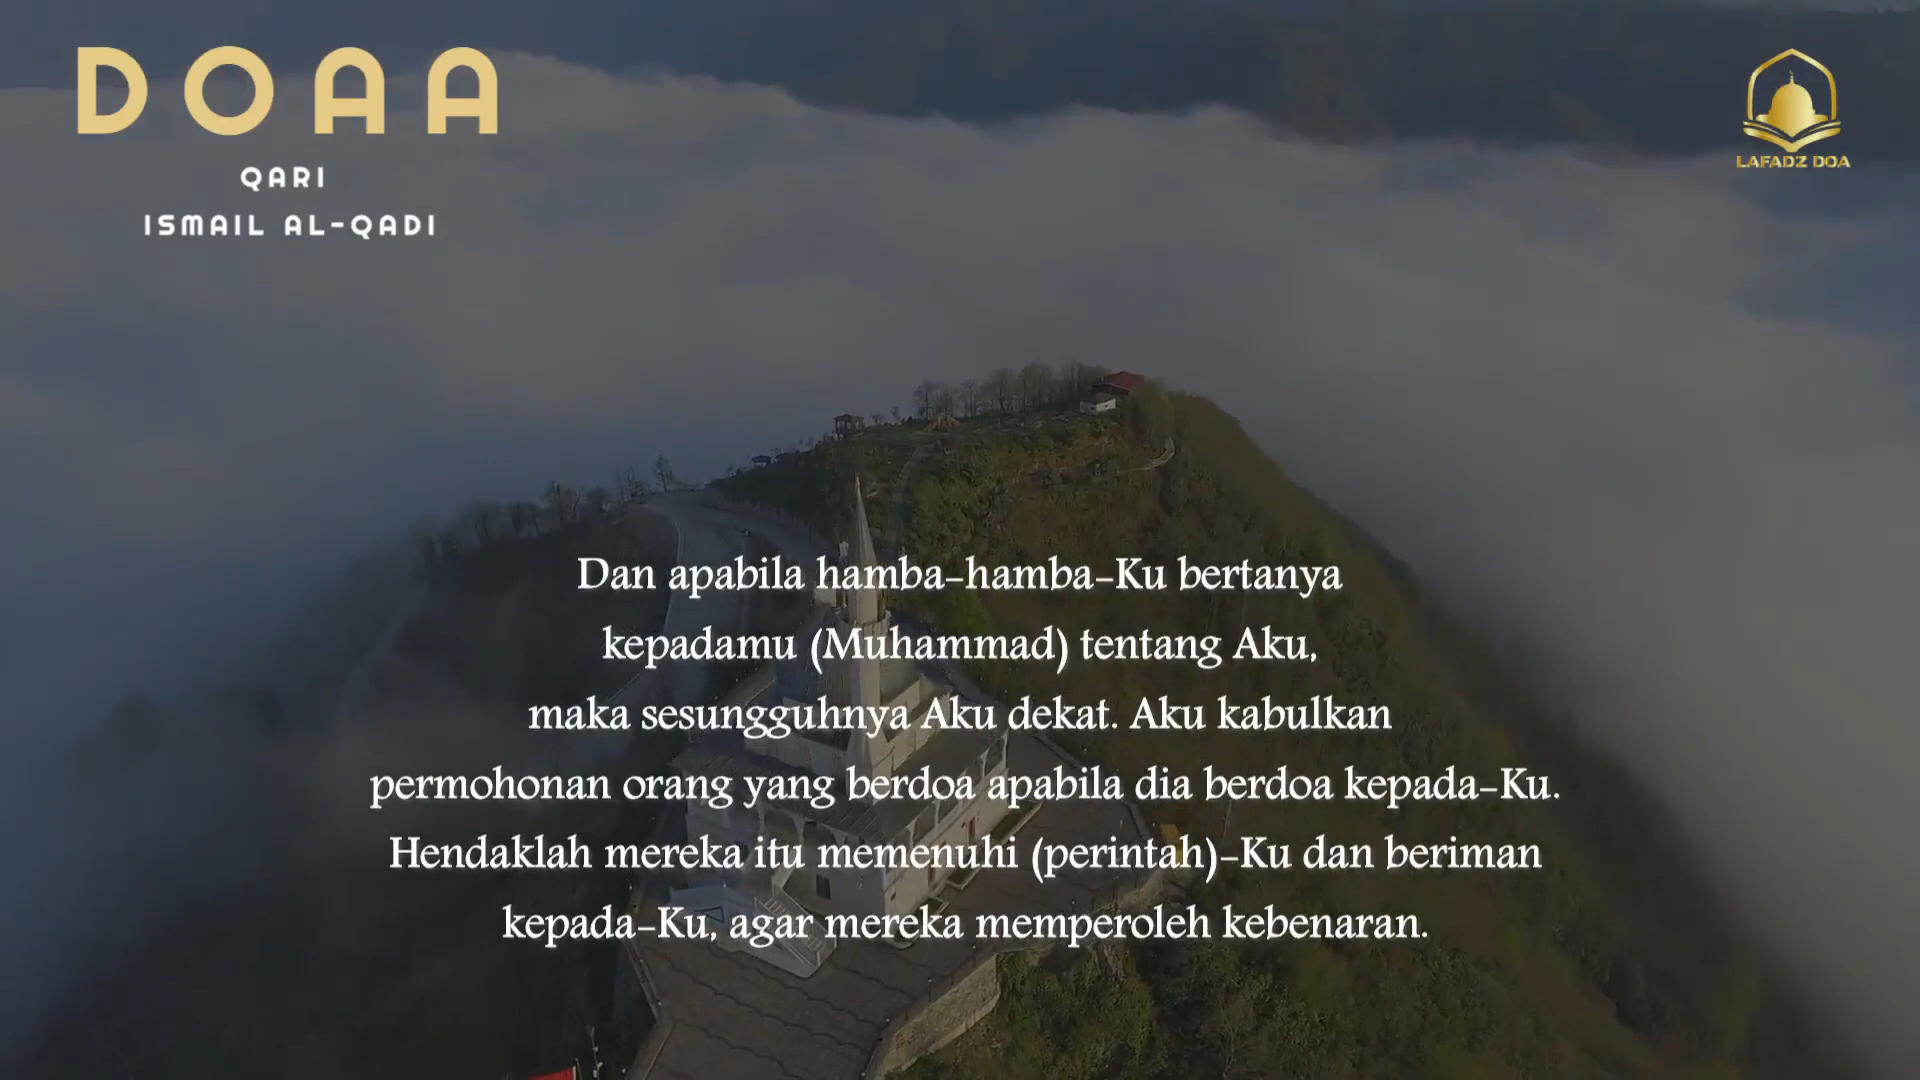 DOAA
QARI
ISMAIL AL-QADI
LAFADZ DOA
Dan apabila hamba-hamba-Ku bertanya
kepadamu (Muhammad) tentang Aku,
maka sesungguhnya Aku dekat. Aku kabulkan
permohonan orang yang berdoa apabila dia berdoa kepada-Ku.
Hendaklah mereka itu memenuhi (perintah)-Ku dan beriman
kepada-Ku, agar mereka memperoleh kebenaran.